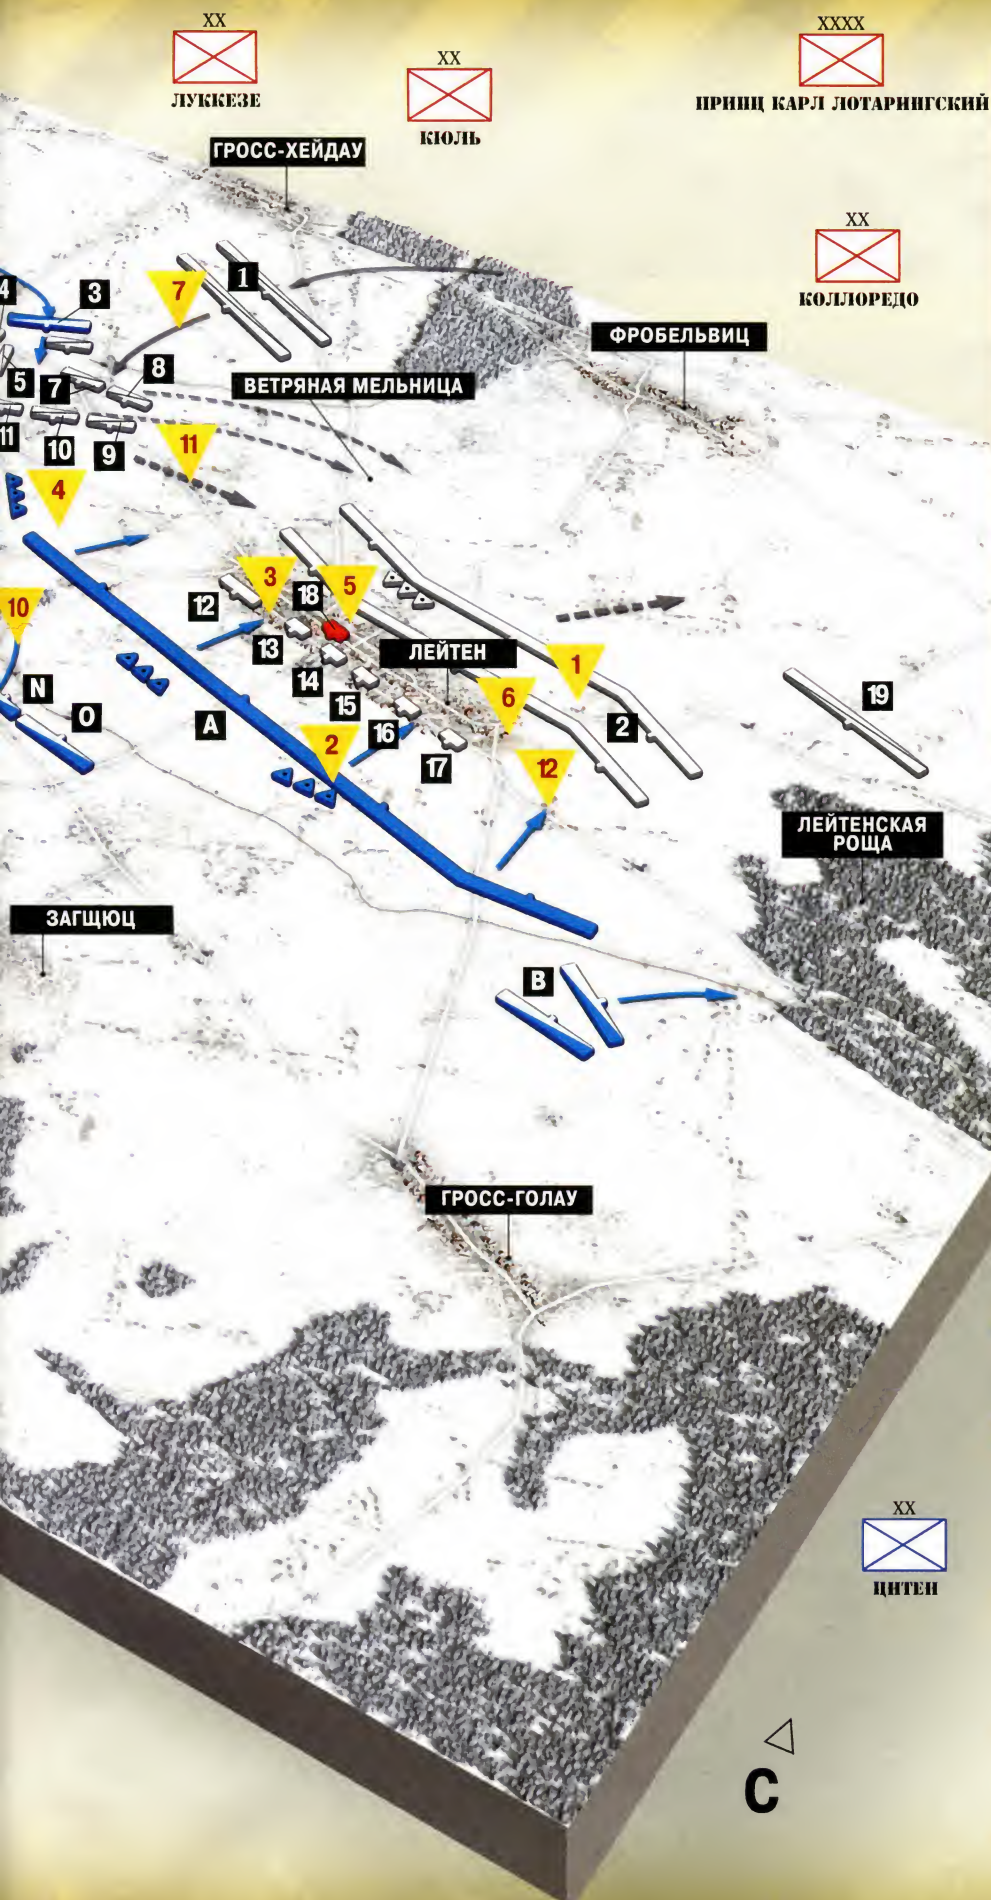 XX
ЛУККЕЗЕ
XX
КЮЛЬ
XXXX
ПРИНЦ КАРЛ ЛОТАРИНГСКИЙ
ГРОСС-ХЕЙДАУ
XX
КОЛЛОРЕДО
4
3
7
1
ФРОБЕЛЬВИЦ
5
7
8
ВЕТРЯНАЯ МЕЛЬНИЦА
11
10
9
11
4
10
12
3
18
5
13
ЛЕЙТЕН
1
14
N
O
15
6
19
A
2
16
2
17
12
ЛЕЙТЕНСКАЯ
РОЩА
ЗАГЩЮЦ
B
ГРОСС-ГОЛАУ
XX
ЦИТЕН
С